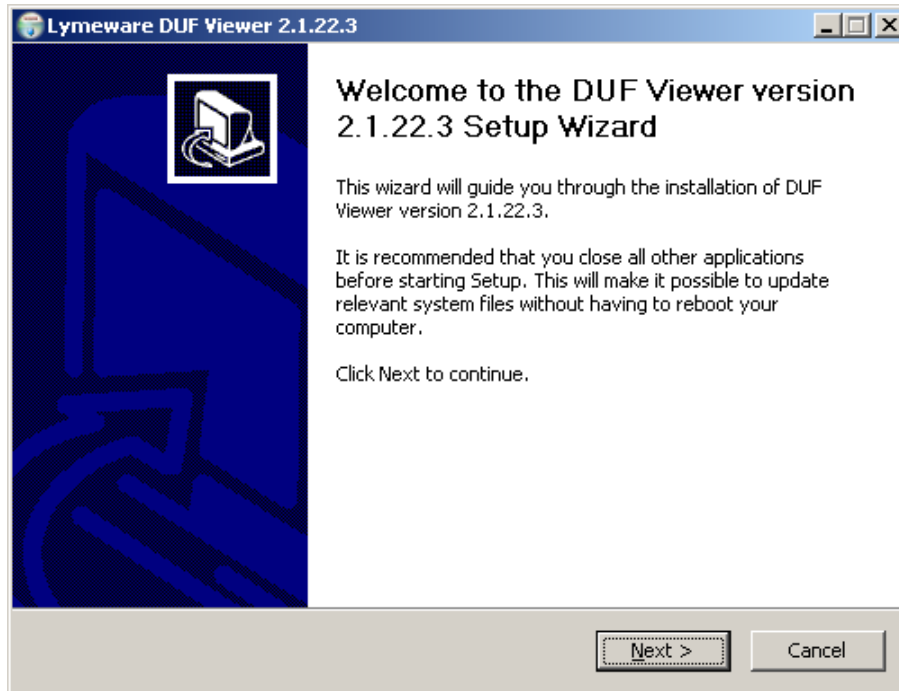 Lymeware DUF Viewer 2.1.22.3
Welcome to the DUF Viewer version
2.1.22.3 Setup Wizard
This wizard will guide you through the installation of DUF
Viewer version 2.1.22.3.
It is recommended that you close all other applications
before starting Setup. This will make it possible to update
relevant system files without having to reboot your
computer.
Click Next to continue.
Next >
Cancel